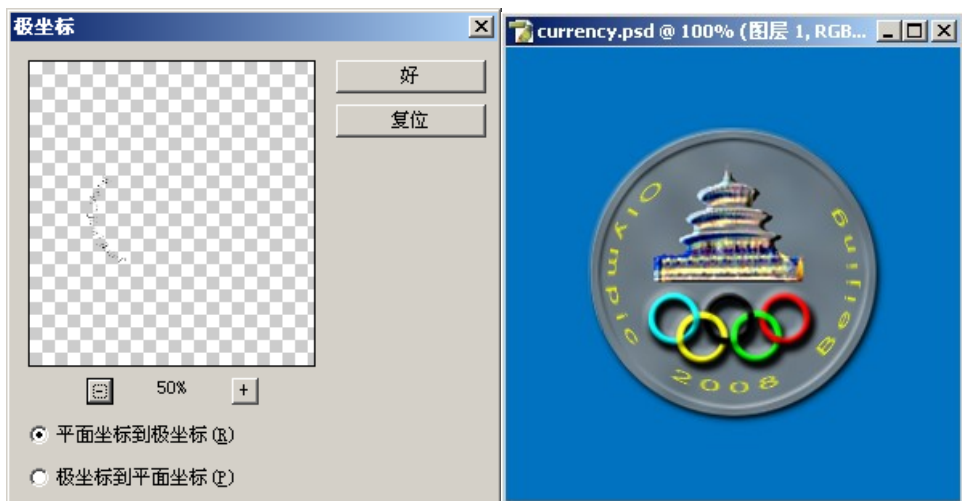 极坐标
好
复位
50%
+
平面坐标到极坐标(R)
极坐标到平面坐标(P)
currency.psd @ 100% (图层 1, RGB...
Olympic
Beijing
2008